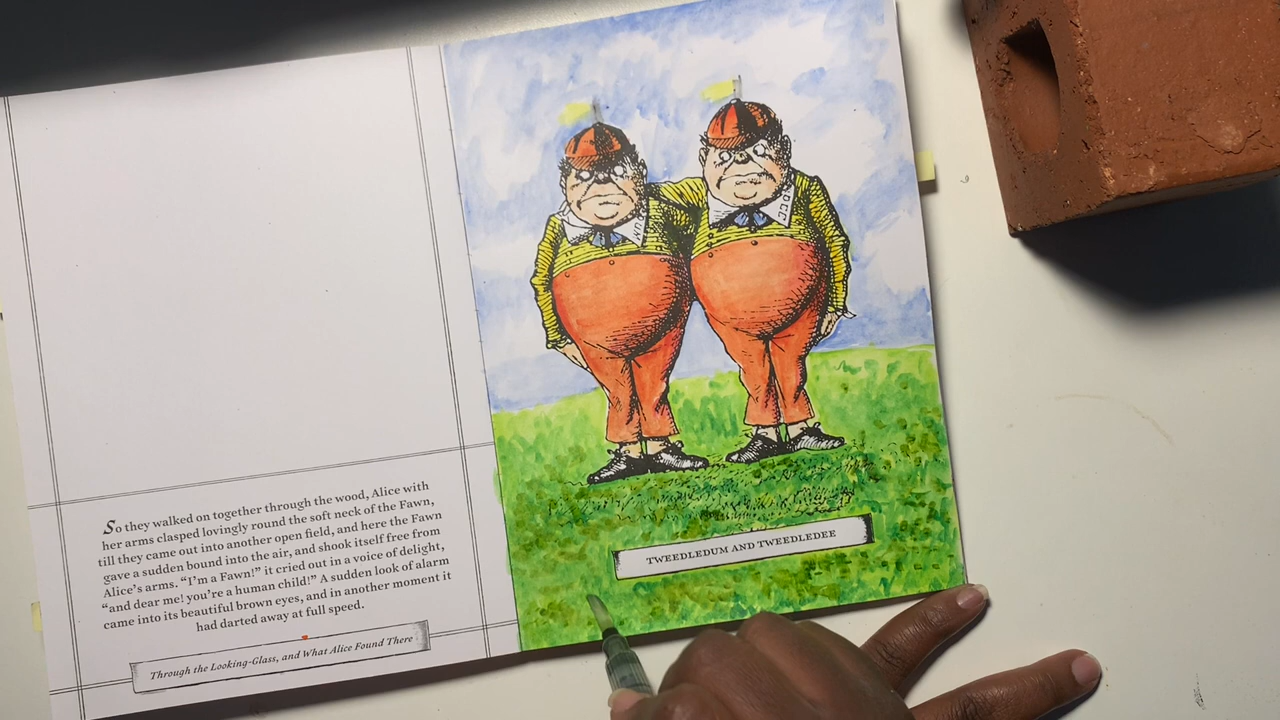 So they walked on together through the wood, Alice with
her arms clasped lovingly round the soft neck of the Fawn,
till they came out into another open field, and here the Fawn
gave a sudden bound into the air, and shook itself free from
Alice's arms. “I'm a Fawn!” it cried out in a voice of delight,
“and dear me! you're a human child!” A sudden look of alarm
came into its beautiful brown eyes, and in another moment it
had darted away at full speed.
Through the Looking-Glass, and What Alice Found There
TWEEDLEDUM AND TWEEDLEDEE